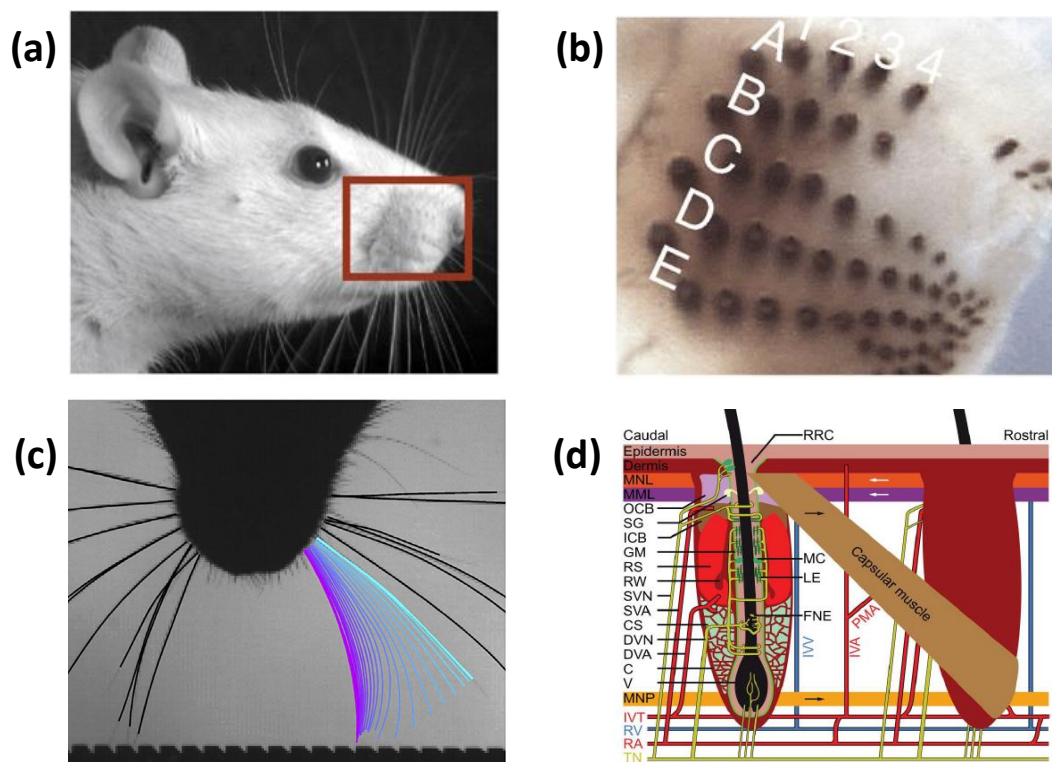 (a)
(b)
A 1 2 3 4
B
C
D
E
(c)
(d)
Caudal RRC Rostral
Epidermis
Dermis
MNL
MML
OCB
SG
ICB
GM MC
RS LE
RW
SVN
SVA FNE
CS
DVN
DVA
C
V
MNP
IVT
RV
RA
TN
Capsular muscle
PMA
IVV
IVA